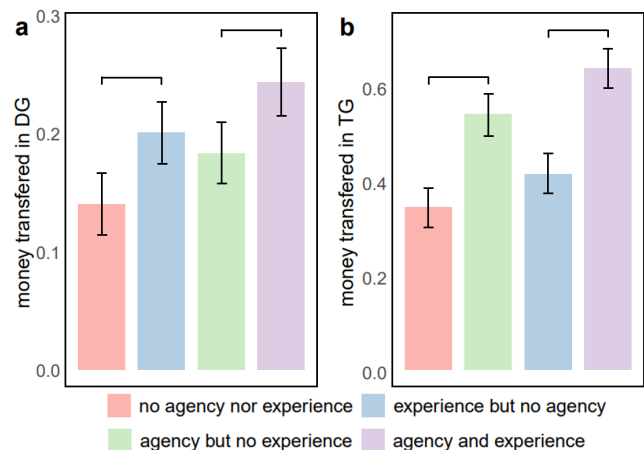 a
b
0.3
0.2
0.1
0.0
money transfered in DG
0.6
0.4
0.2
0.0
money transfered in TG
no agency nor experience
experience but no agency
agency but no experience
agency and experience